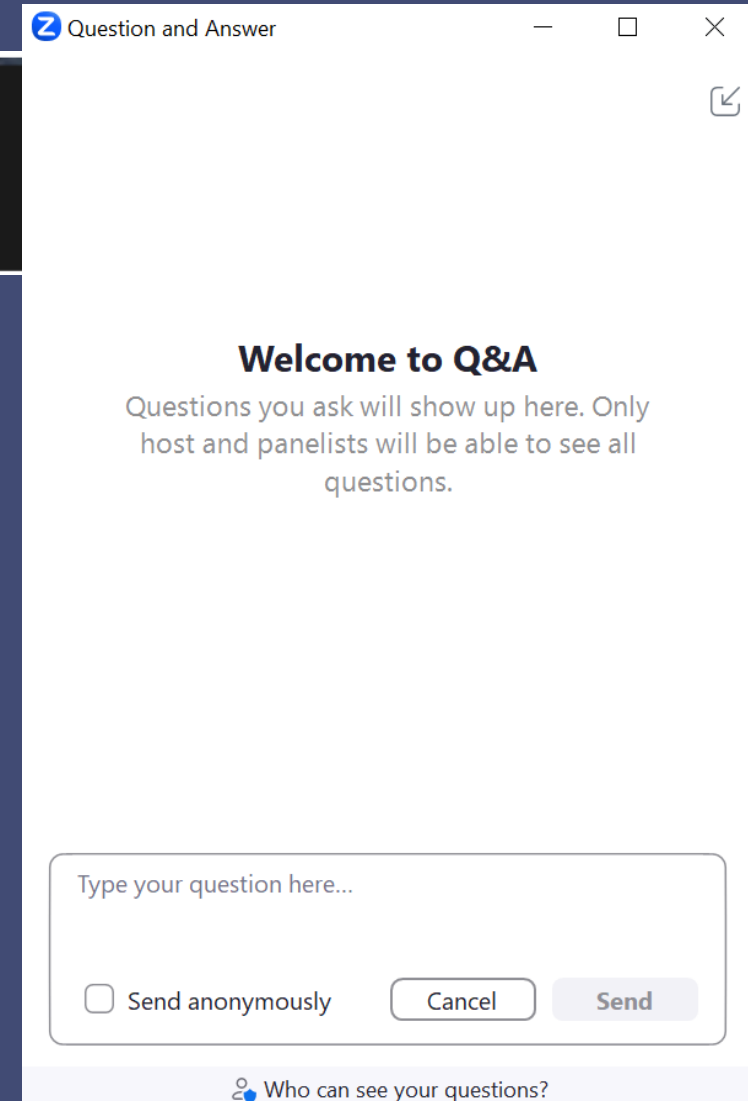 Question and Answer
Welcome to Q&A
Questions you ask will show up here. Only
host and panelists will be able to see all
questions.
Type your question here...
Send anonymously
Cancel
Send
Who can see your questions?